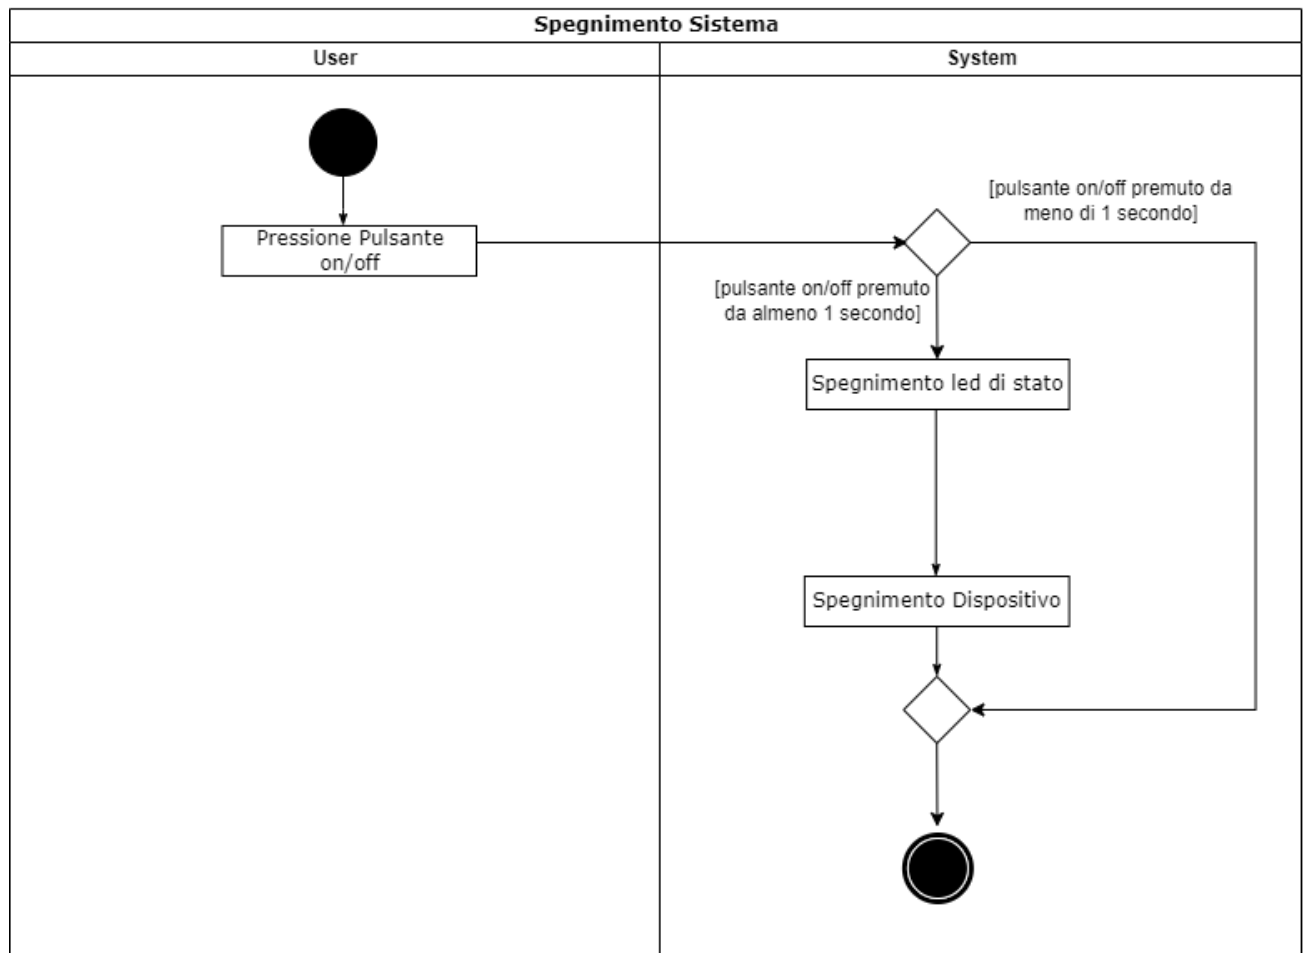 Spegnimento Sistema
User
System
[pulsante on/off premuto da
meno di 1 secondo]
Pressione Pulsante
on/off
[pulsante on/off premuto
da almeno 1 secondo]
Spegnimento led di stato
Spegnimento Dispositivo